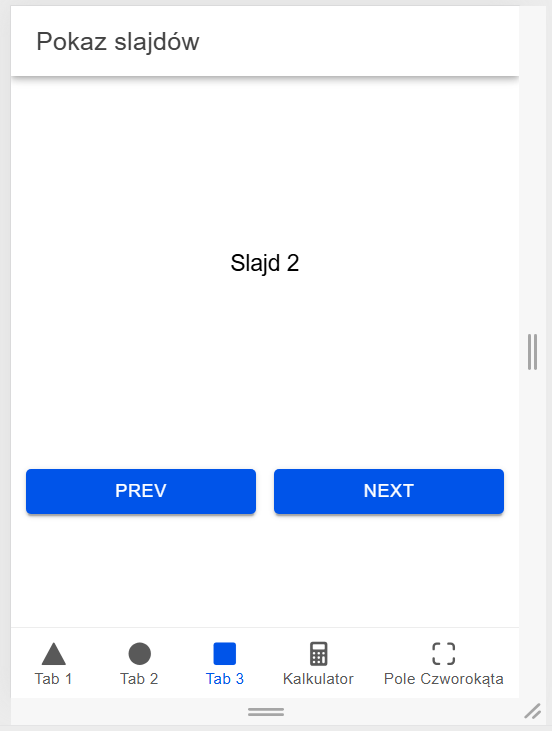 Pokaz slajdów
Slajd 2
PREV NEXT
Tab 1 Tab 2 Tab 3 Kalkulator Pole Czworokąta